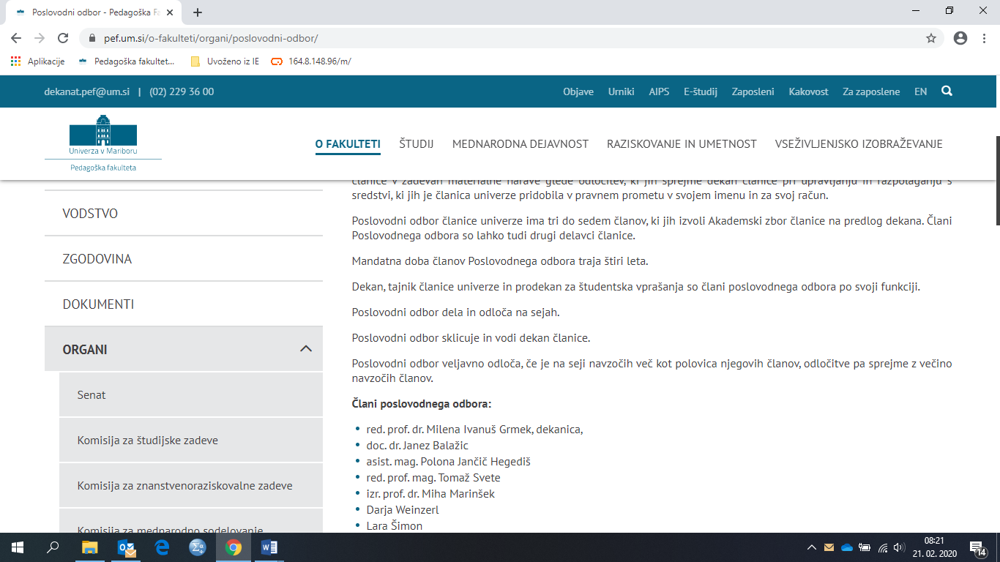 Poslovodni odbor - Pedagoška Fa
pef.um.si/o-fakulteti/organi/poslovodni-odbor/
Aplikacije
Pedagoška fakultet...
Uvoženo iz IE
164.8.148.96/m/
dekanat.pef@um.si | (02) 229 36 00
Objave Urniki AIPS E-študij Zaposleni Kakovost Za zaposlene EN
Univerza v Mariboru
Pedagoška fakulteta
O FAKULTETI ŠTUDIJ MEDNARODNA DEJAVNOST RAZISKOVANJE IN UMETNOST VSEŽIVLJENJSKO IZOBRAŽEVANJE
VODSTVO
ZGODOVINA
DOKUMENTI
ORGANI
Senat
Komisija za študijske zadeve
Komisija za znanstvenoraziskovalne zadeve
Komisija za mednarodno sodelovanje
članice v zadevah materialne narave glede odločitev, ki jih sprejme dekan članice pri upravljanju in razpolaganju s
sredstvi, ki jih je članica univerze pridobila v pravnem prometu v svojem imenu in za svoj račun.
Poslovodni odbor članice univerze ima tri do sedem članov, ki jih izvoli Akademski zbor članice na predlog dekana. Člani
Poslovodnega odbora so lahko tudi drugi delavci članice.
Mandatna doba članov Poslovodnega odbora traja štiri leta.
Dekan, tajnik članice univerze in prodekan za študentska vprašanja so člani poslovodnega odbora po svoji funkciji.
Poslovodni odbor dela in odloča na sejah.
Poslovodni odbor sklicuje in vodi dekan članice.
Poslovodni odbor veljavno odloča, če je na seji navzočih več kot polovica njegovih članov, odločitve pa sprejme z večino
navzočih članov.
Člani poslovodnega odbora:
• red. prof. dr. Milena Ivanuš Grmek, dekanica,
• doc. dr. Janez Balažic
• asist. mag. Polona Jančič Hegediš
• red. prof. mag. Tomaž Svete
• izr. prof. dr. Miha Marinšek
• Darja Weinzerl
• Lara Šimon
08:21
21. 02. 2020
14